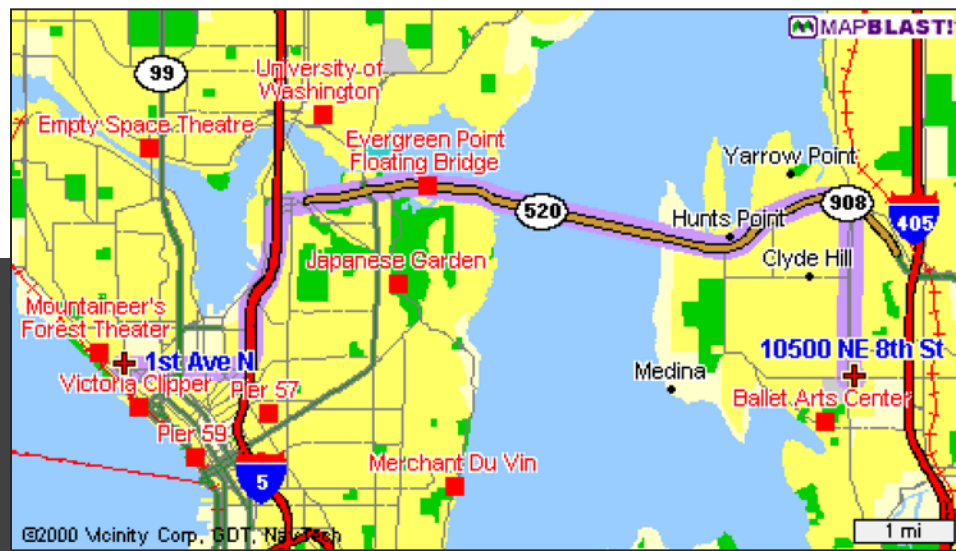 MAPBLAST!
99
University of
Washington
Empty Space Theatre
Evergreen Point
Floating Bridge
Yarrow Point
520
908
Hunts Point
405
Clyde Hill
Japanese Garden
Mountaineer's
Forest Theater
1st Ave N
10500 NE 8th St
Victoria Clipper
Pier 57
Medina
Ballet Arts Center
Pier 59
Merchant Du Vin
5
©2000 Vicinity Corp, GDT, NavTech
1 mi